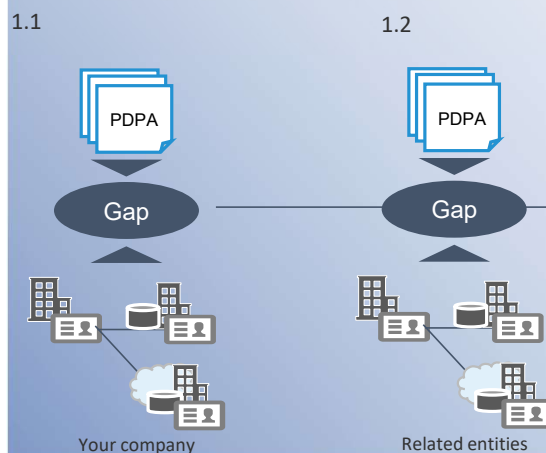 1.1
1.2
PDPA
PDPA
Gap
Gap
Your company
Related entities